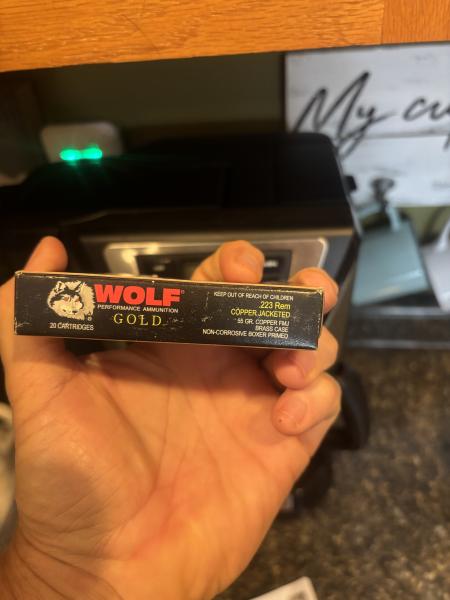 My cu
WOLF®
PERFORMANCE AMMUNITION
GOLD
20 CARTRIDGES
KEEP OUT OF REACH OF CHILDREN
.223 Rem
COPPER JACKETED
55 GR. COPPER FMJ
BRASS CASE
NON-CORROSIVE BOXER PRIMED